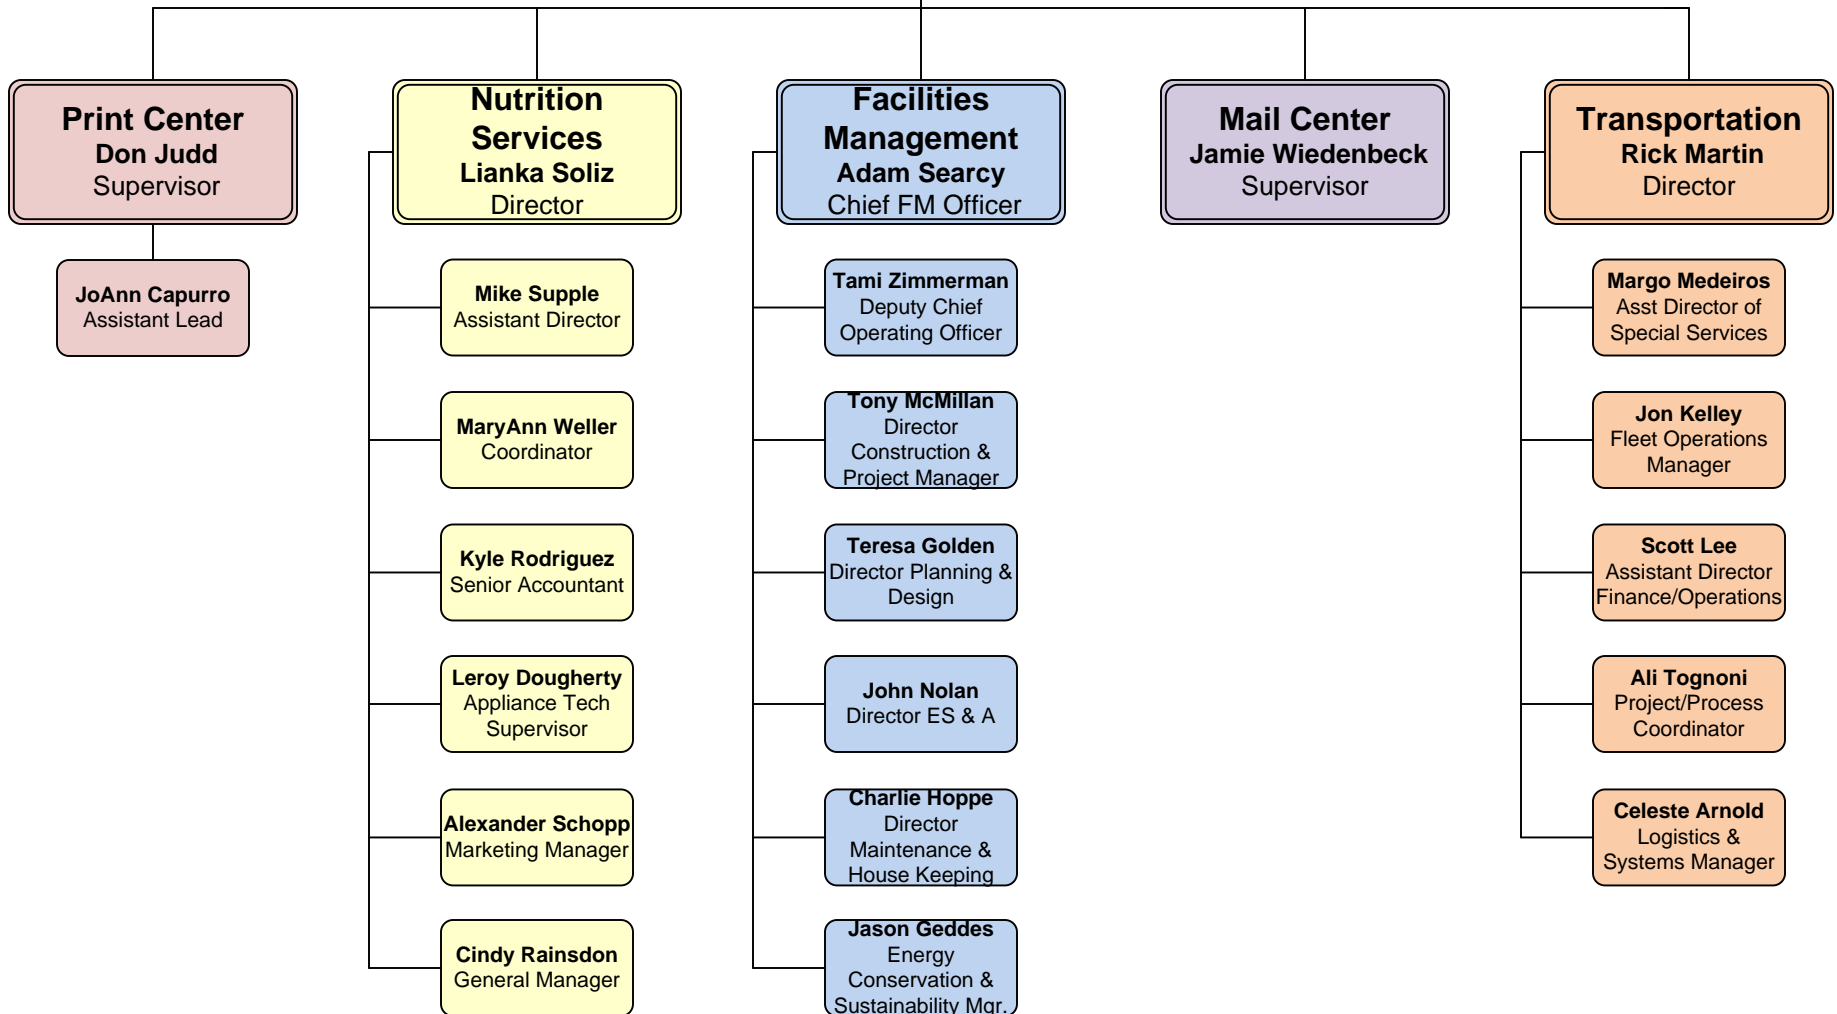 Print Center
Don Judd
Supervisor
JoAnn Capurro
Assistant Lead
Nutrition
Services
Lianka Soliz
Director
Mike Supple
Assistant Director
MaryAnn Weller
Coordinator
Kyle Rodriguez
Senior Accountant
Leroy Dougherty
Appliance Tech
Supervisor
Alexander Schopp
Marketing Manager
Cindy Rainsdon
General Manager
Facilities
Management
Adam Searcy
Chief FM Officer
Tami Zimmerman
Deputy Chief
Operating Officer
Tony McMillan
Director
Construction &
Project Manager
Teresa Golden
Director Planning &
Design
John Nolan
Director ES & A
Charlie Hoppe
Director
Maintenance &
House Keeping
Jason Geddes
Energy
Conservation &
Sustainability Mgr.
Mail Center
Jamie Wiedenbeck
Supervisor
Transportation
Rick Martin
Director
Margo Medeiros
Asst Director of
Special Services
Jon Kelley
Fleet Operations
Manager
Scott Lee
Assistant Director
Finance/Operations
Ali Tognoni
Project/Process
Coordinator
Celeste Arnold
Logistics &
Systems Manager